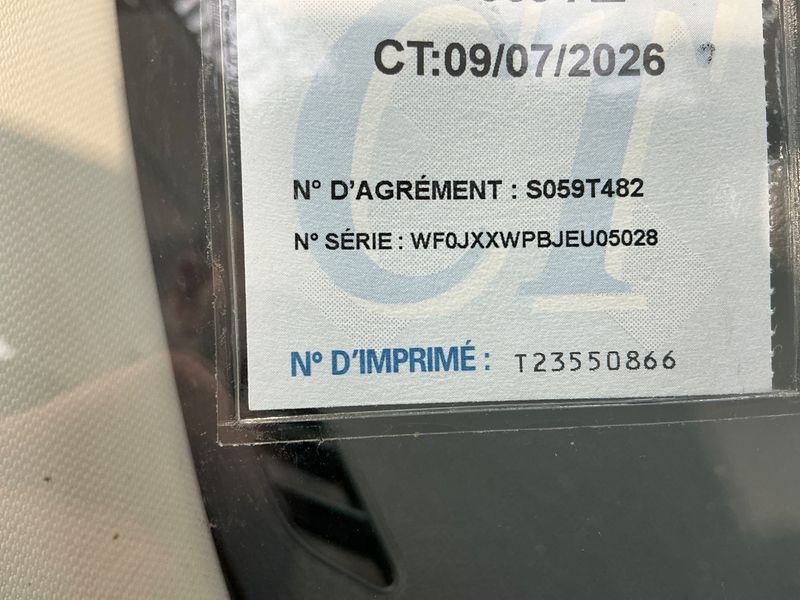 CT:09/07/2026
N° D'AGRÉMENT : S059T482
N° SÉRIE : WF0JXXWPBJEU05028
N° D'IMPRIMÉ : T23550866